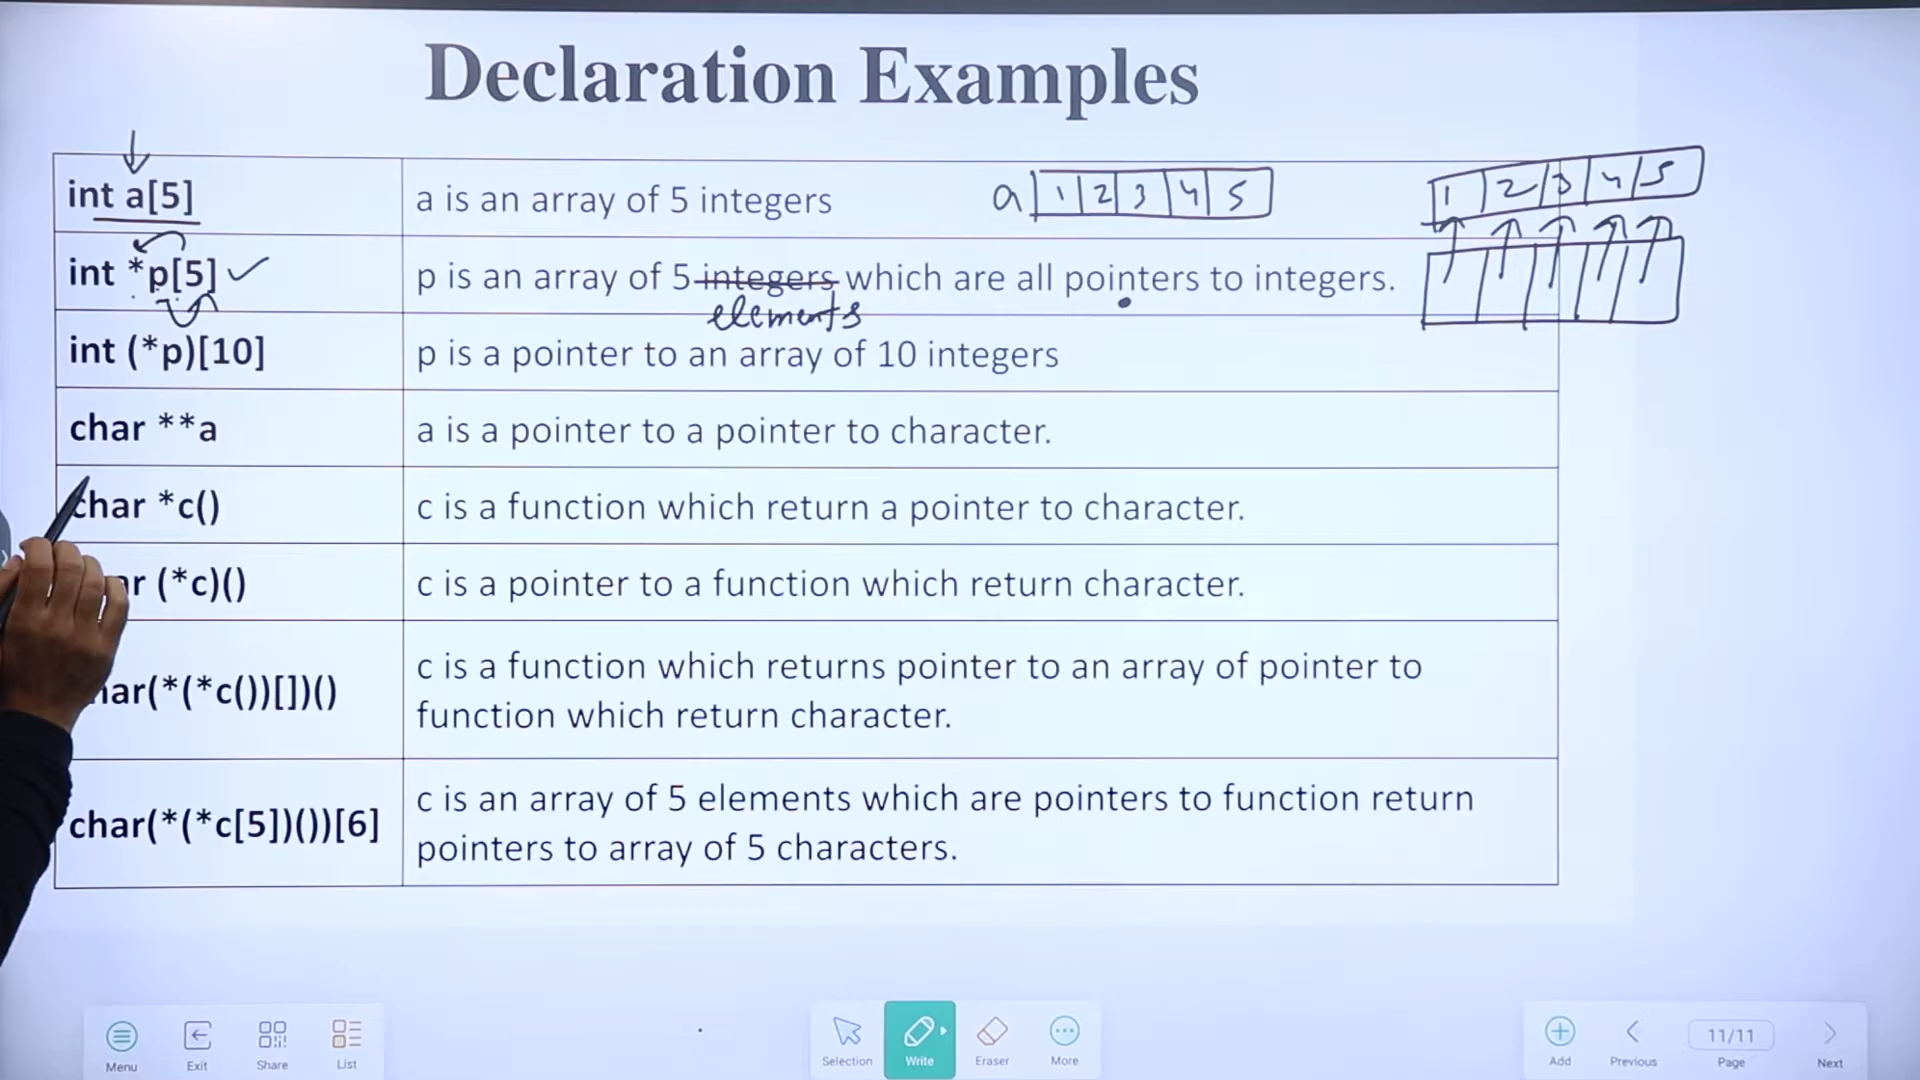 Declaration Examples
int a[5]
a is an array of 5 integers
a 1 2 3 4 5
1 2 3 4 5
int *p[5]
p is an array of 5 integers which are all pointers to integers.
elements
int (*p)[10]
p is a pointer to an array of 10 integers
char **a
a is a pointer to a pointer to character.
char *c()
c is a function which return a pointer to character.
r (*c)()
c is a pointer to a function which return character.
ar(*(*c())[])()
c is a function which returns pointer to an array of pointer to
function which return character.
char(*(*c[5])())[6]
c is an array of 5 elements which are pointers to function return
pointers to array of 5 characters.
Menu Exit Share List
Selection Write Eraser More
Add Previous 11/11 Page Next